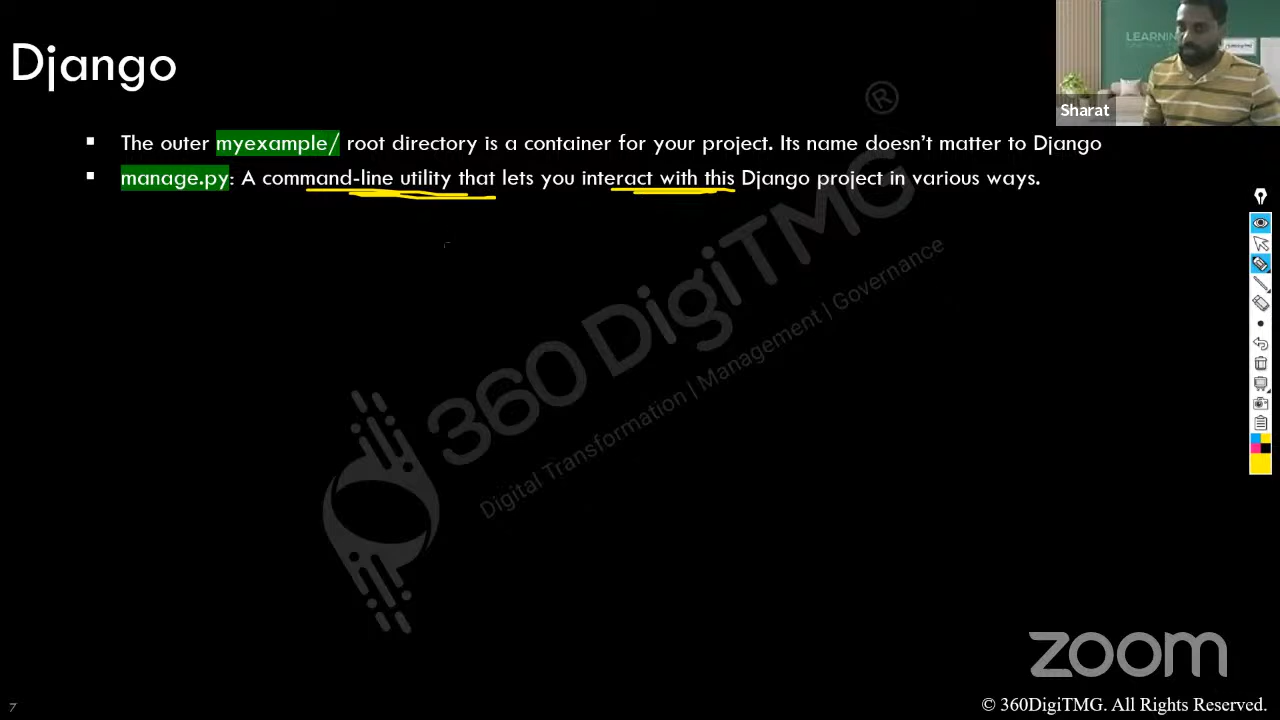 Django
LEARNIN
Sharat
▪ The outer myexample/ root directory is a container for your project. Its name doesn’t matter to Django
▪ manage.py: A command-line utility that lets you interact with this Django project in various ways.
360 DigiTMG ®
Digital Transformation | Management | Governance
zoom
7
© 360DigiTMG. All Rights Reserved.